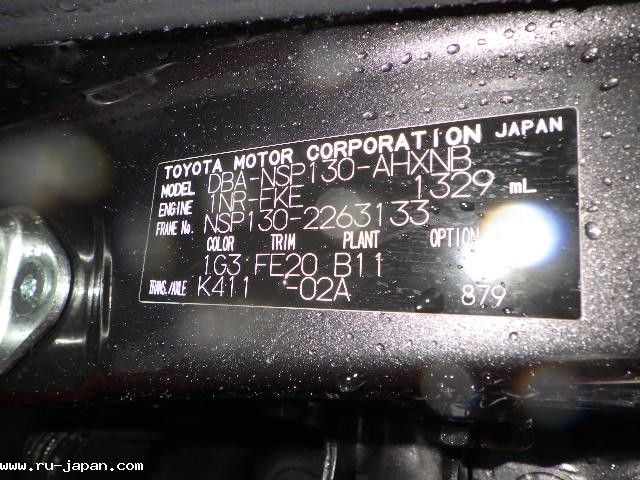 TOYOTA MOTOR CORPORATION JAPAN
MODEL DBA-NSP130-AHXNB
ENGINE 1NR-FKE 1329 mL
FRAME No. NSP130-2263133
COLOR TRIM PLANT OPTION
1G3 FE20 B11
TRANS./AXLE K411 -02A 879
www.ru-japan.com